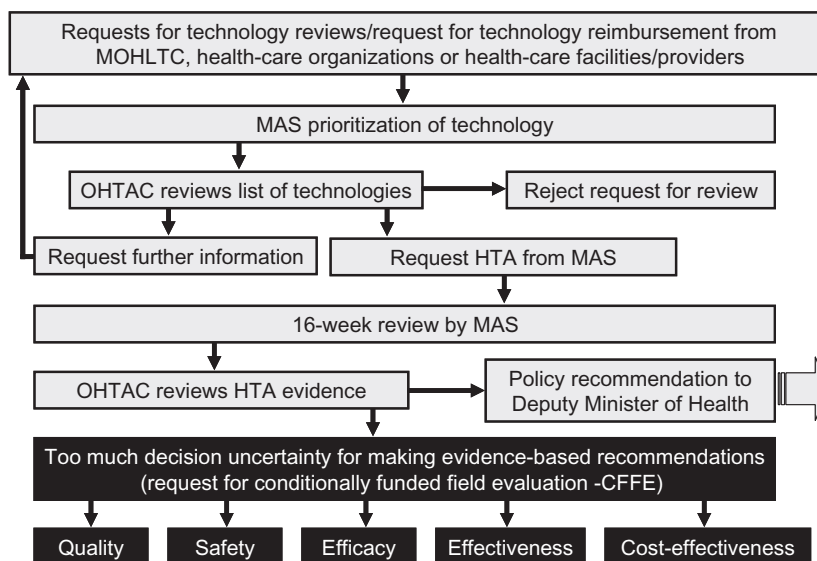 Requests for technology reviews/request for technology reimbursement from
MOHLTC, health-care organizations or health-care facilities/providers
MAS prioritization of technology
OHTAC reviews list of technologies
Reject request for review
Request further information
Request HTA from MAS
16-week review by MAS
OHTAC reviews HTA evidence
Policy recommendation to
Deputy Minister of Health
Too much decision uncertainty for making evidence-based recommendations
(request for conditionally funded field evaluation -CFFE)
Quality
Safety
Efficacy
Effectiveness
Cost-effectiveness